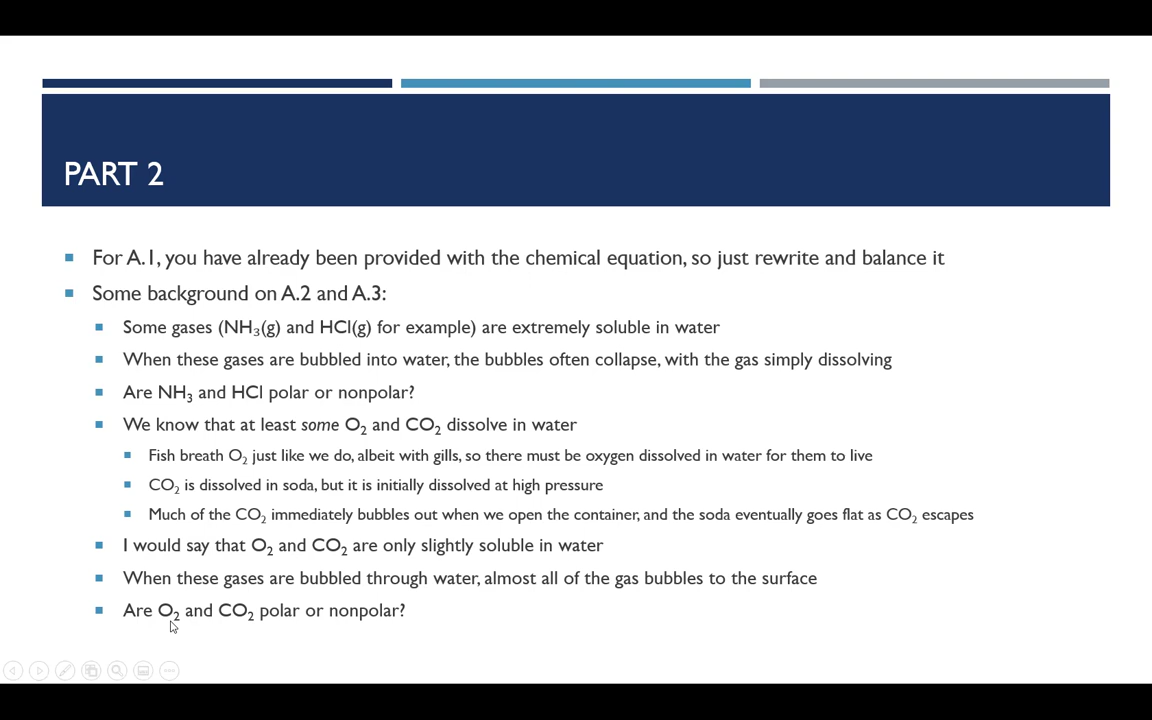 PART 2
For A.1, you have already been provided with the chemical equation, so just rewrite and balance it
Some background on A.2 and A.3:
Some gases (NH₃(g) and HCl(g) for example) are extremely soluble in water
When these gases are bubbled into water, the bubbles often collapse, with the gas simply dissolving
Are NH₃ and HCl polar or nonpolar?
We know that at least some O₂ and CO₂ dissolve in water
Fish breath O₂ just like we do, albeit with gills, so there must be oxygen dissolved in water for them to live
CO₂ is dissolved in soda, but it is initially dissolved at high pressure
Much of the CO₂ immediately bubbles out when we open the container, and the soda eventually goes flat as CO₂ escapes
I would say that O₂ and CO₂ are only slightly soluble in water
When these gases are bubbled through water, almost all of the gas bubbles to the surface
Are O₂ and CO₂ polar or nonpolar?